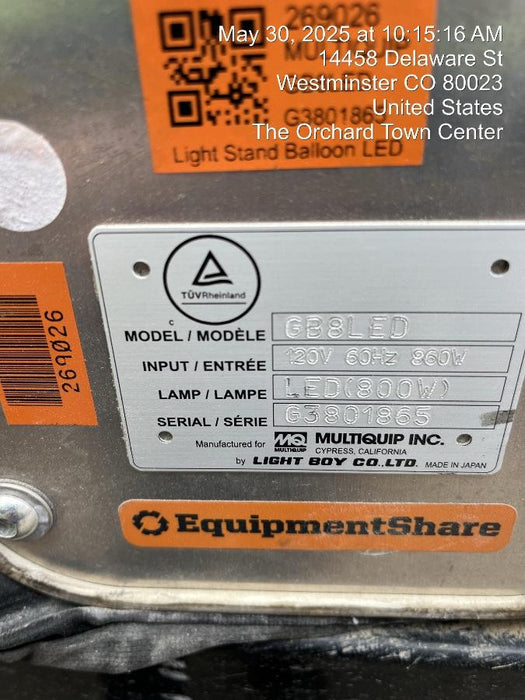 269026
May 30, 2025 at 10:15:16 AM
14458 Delaware St
Westminster CO 80023
United States
G3801865
The Orchard Town Center
Light Stand Balloon LED
269026
TÜVRheinland
C
MODEL / MODÈLE GB8LED
INPUT / ENTRÉE 120V 60Hz 860W
LAMP / LAMPE LED(800W)
SERIAL / SÉRIE G3801865
Manufactured for MQ MULTIQUIP MULTIQUIP INC.
CYPRESS, CALIFORNIA
by LIGHT BOY CO.,LTD. MADE IN JAPAN
EquipmentShare